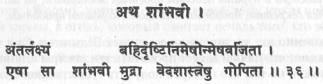 अथ शांभवी ।
अंतर्लक्ष्यं बहिर्दृष्टिर्निमेषोन्मेषवर्जिता ।
एषा सा शांभवी मुद्रा वेदशास्त्रेषु गोपिता ॥ ३६ ॥